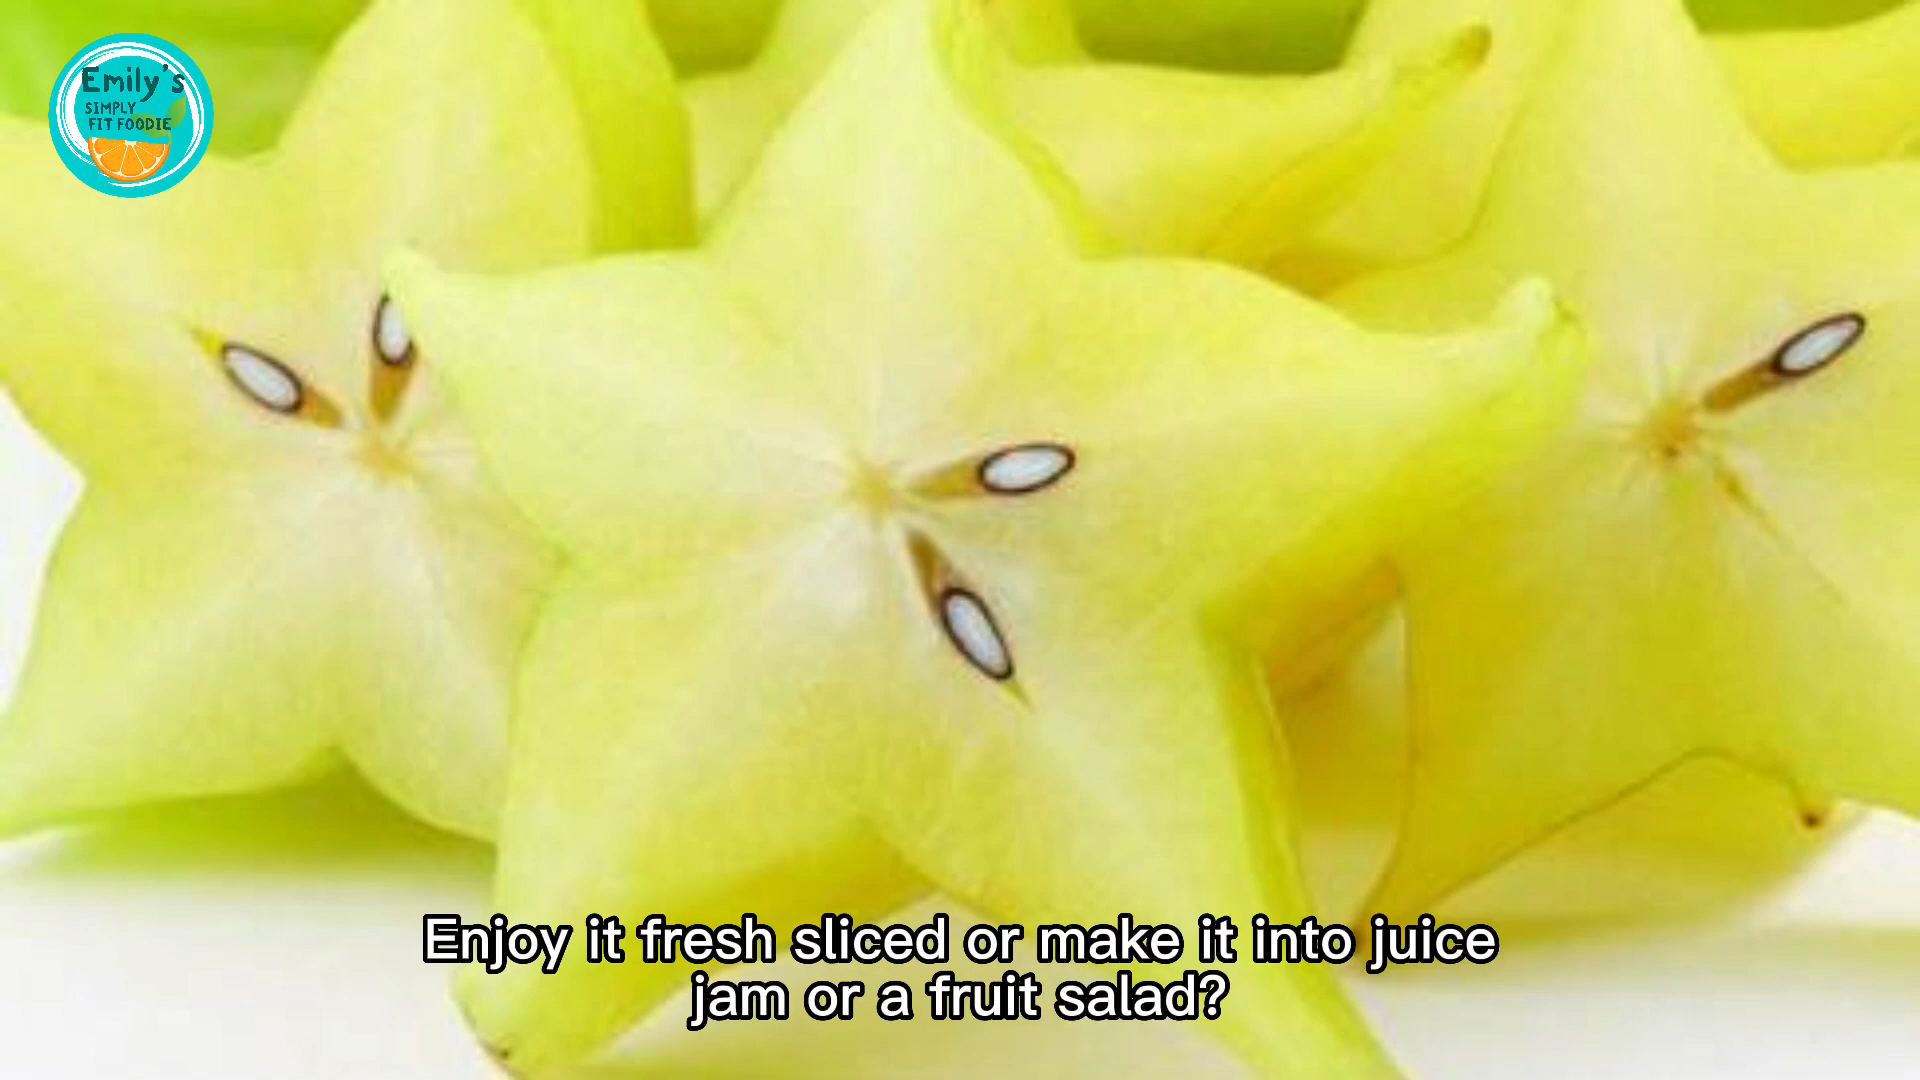 Emily's
SIMPLY
FIT FOODIE
Enjoy it fresh sliced or make it into juice
jam or a fruit salad?